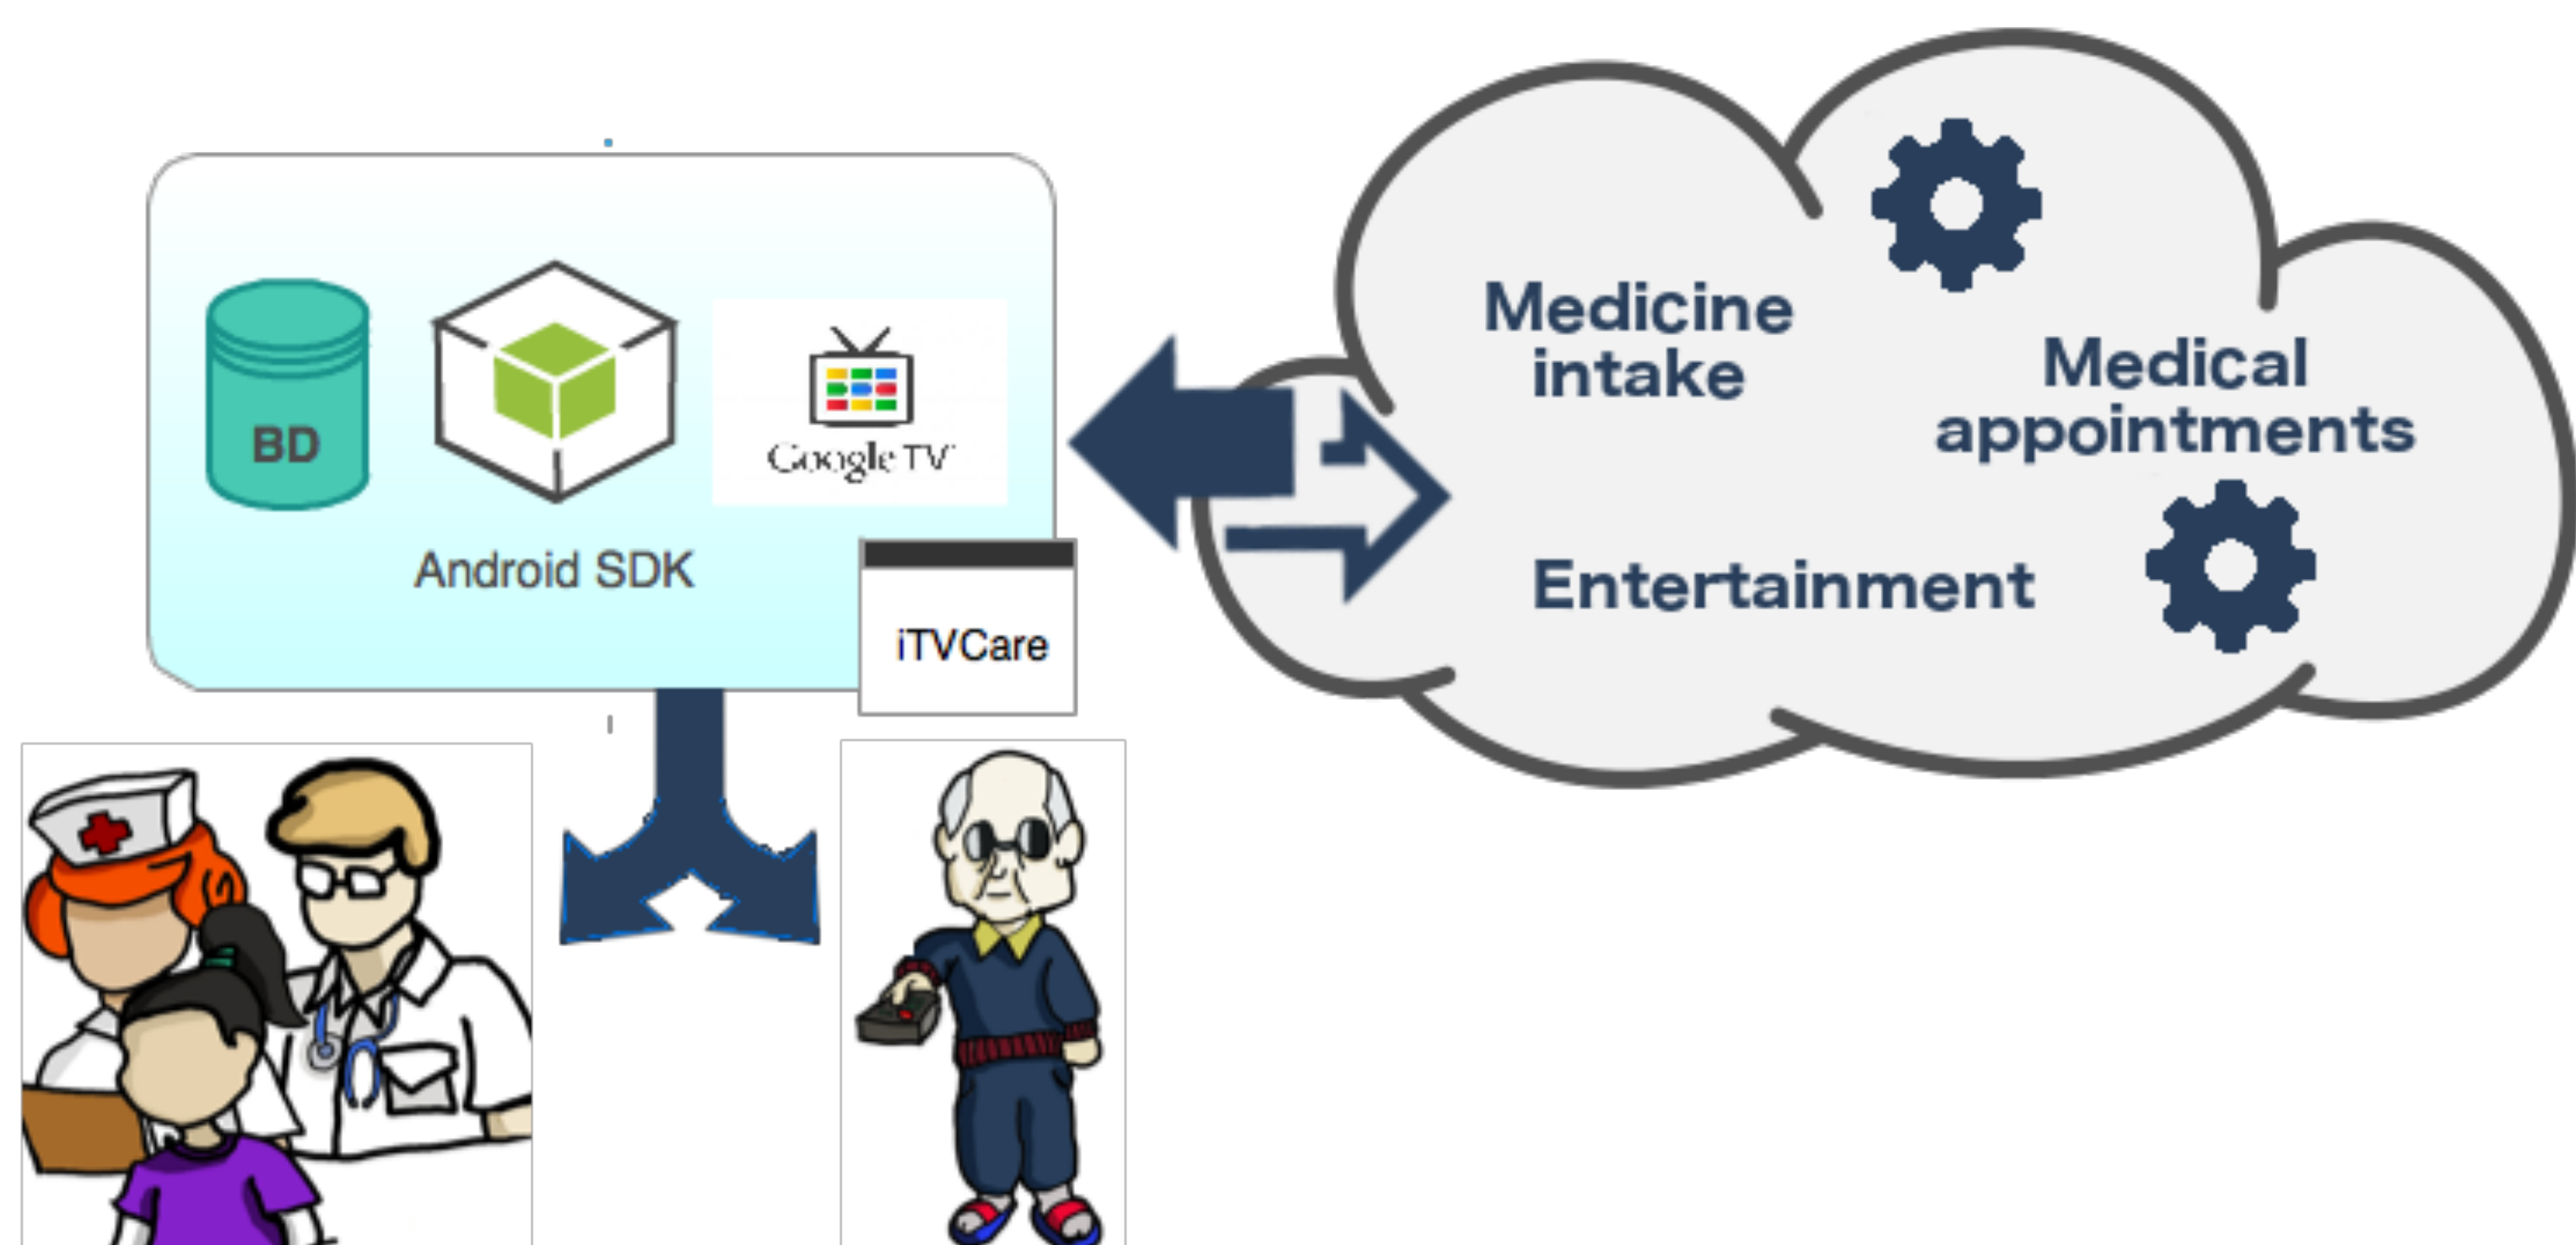 BD
Google TV
Android SDK
iTVCare
Medicine
intake
Medical
appointments
Entertainment